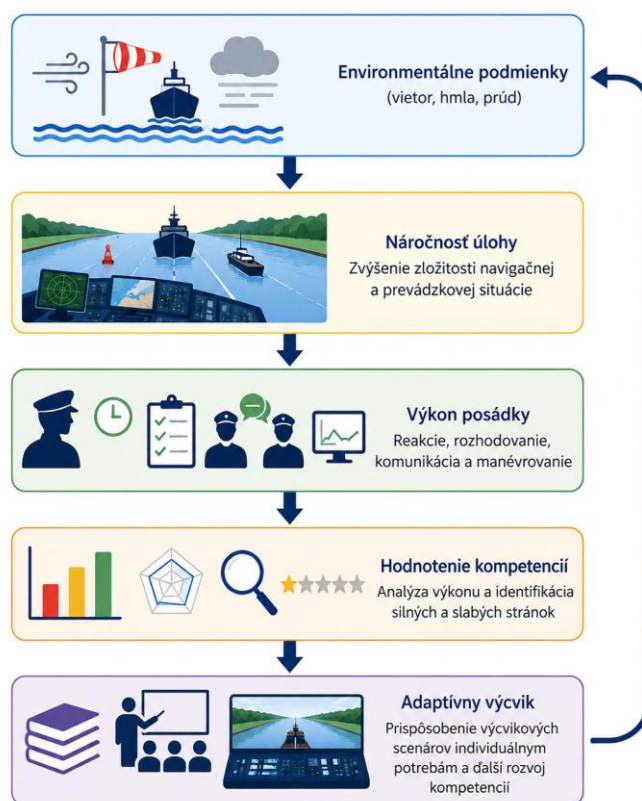 Environmentálne podmienky
(vietor, hmla, prúd)
Náročnosť úlohy
Zvýšenie zložitosti navigačnej
a prevádzkovej situácie
Výkon posádky
Reakcie, rozhodovanie,
komunikácia a manévrovanie
Hodnotenie kompetencií
Analýza výkonu a identifikácia
silných a slabých stránok
Adaptívny výcvik
Prispôsobenie výcvikových
scenárov individuálnym
potrebám a ďalší rozvoj
kompetencií